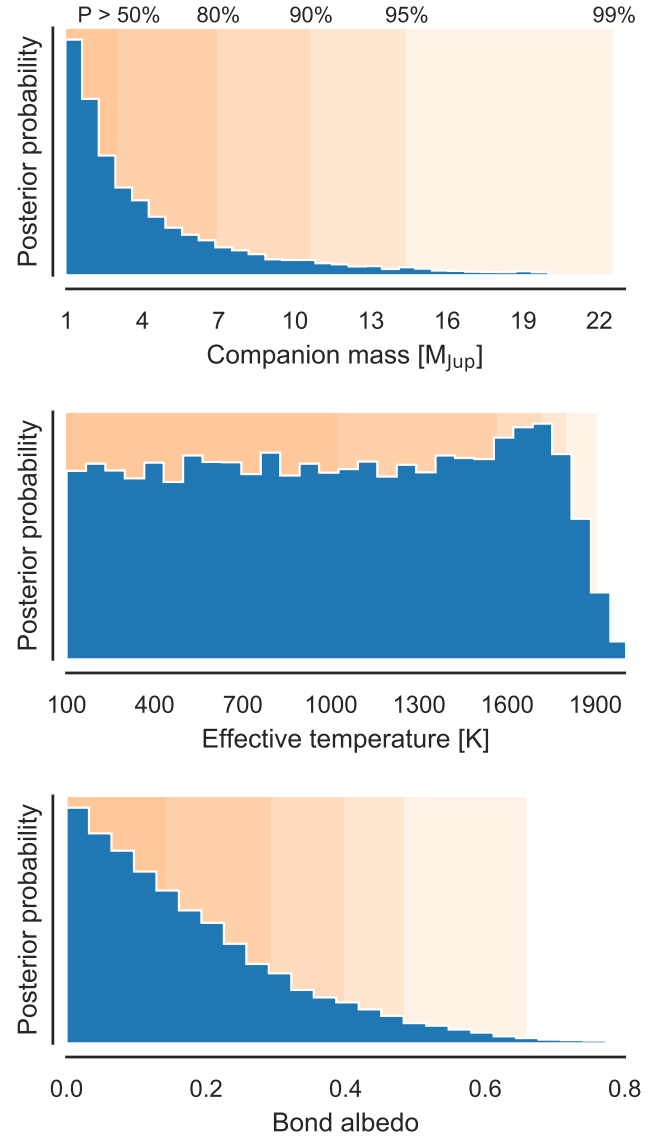 P > 50% 80% 90% 95% 99%
Posterior probability
1 4 7 10 13 16 19 22
Companion mass [MJup]
Posterior probability
100 400 700 1000 1300 1600 1900
Effective temperature [K]
Posterior probability
0.0 0.2 0.4 0.6 0.8
Bond albedo